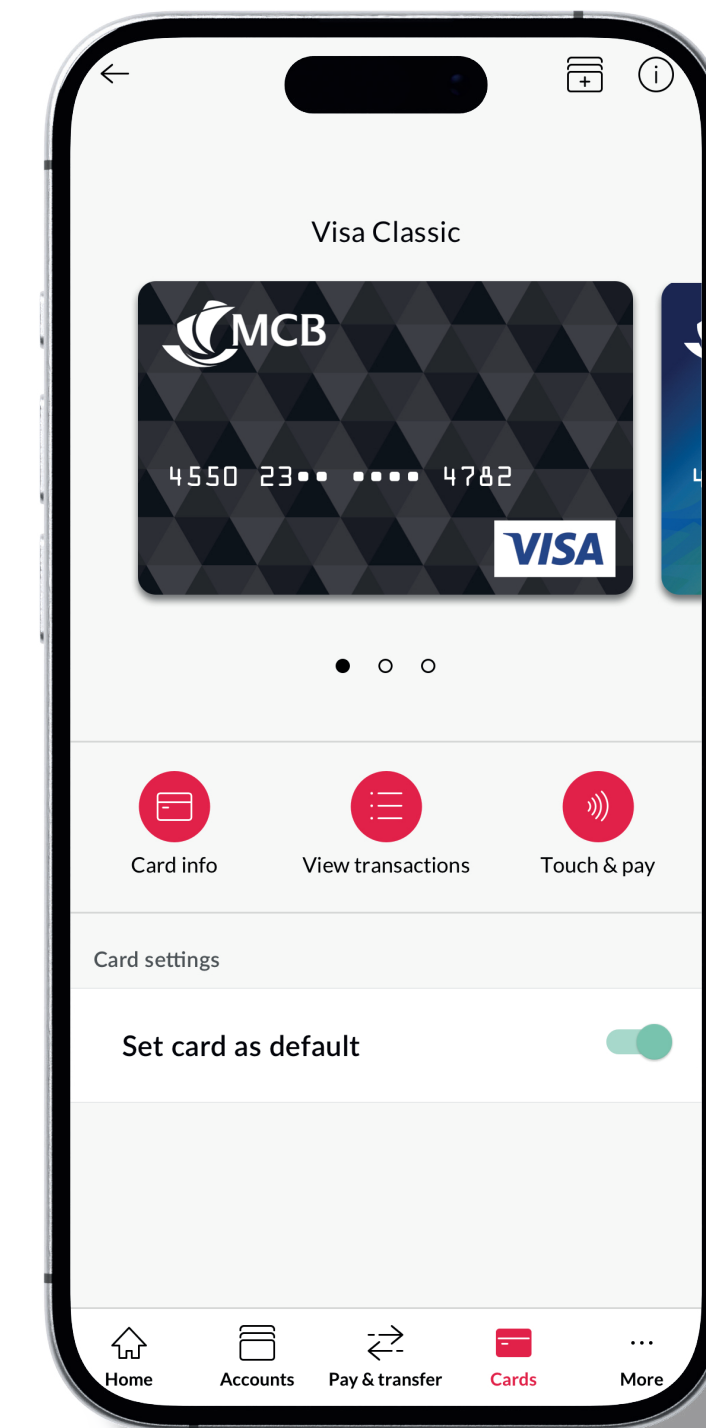 Visa Classic
MCB
4550 23•• •••• 4782
VISA
Card info
View transactions
Touch & pay
Card settings
Set card as default
Home
Accounts
Pay & transfer
Cards
More